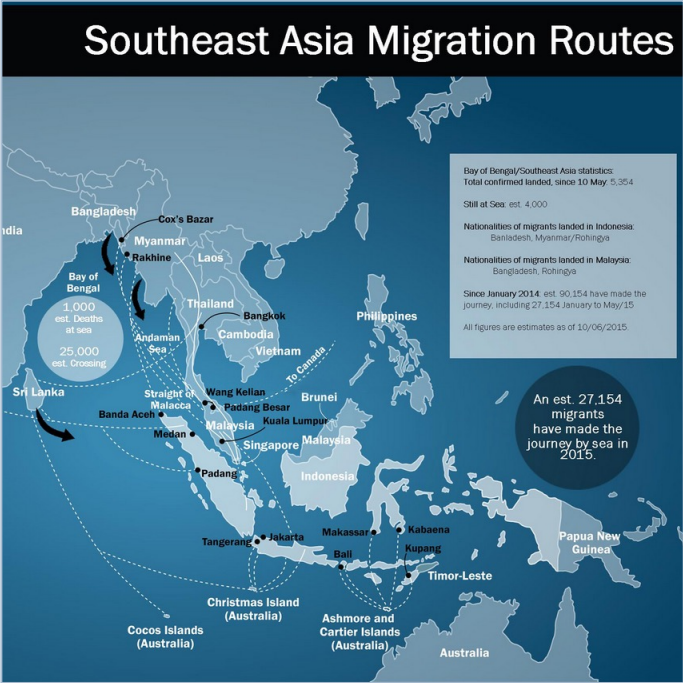 Southeast Asia Migration Routes
Bay of Bengal/Southeast Asia statistics:
Total confirmed landed, since 10 May: 5,354
Still at Sea: est. 4,000
Nationalities of migrants landed in Indonesia:
Banladesh, Myanmar/Rohingya
Nationalities of migrants landed in Malaysia:
Bangladesh, Rohingya
Since January 2014: est. 90,154 have made the
journey, including 27,154 January to May/15
All figures are estimates as of 10/06/2015.
Bangladesh
Cox's Bazar
ndia
Myanmar
Rakhine
Laos
Bay of
Bengal
1,000
est. Deaths
at sea
25,000
est. Crossing
Thailand
Bangkok
Philippines
Andaman
Sea
Cambodia
Vietnam
To Canada
Sri Lanka
Straight of
Malacca
Wang Kelian
Padang Besar
Brunei
Banda Aceh
Kuala Lumpur
Malaysia
Medan
Singapore
Malaysia
An est. 27,154
migrants
have made the
journey by sea in
2015.
Padang
Indonesia
Makassar
Kabaena
Tangerang
Jakarta
Papua New
Guinea
Bali
Kupang
Timor-Leste
Christmas Island
(Australia)
Cocos Islands
(Australia)
Ashmore and
Cartier Islands
(Australia)
Australia